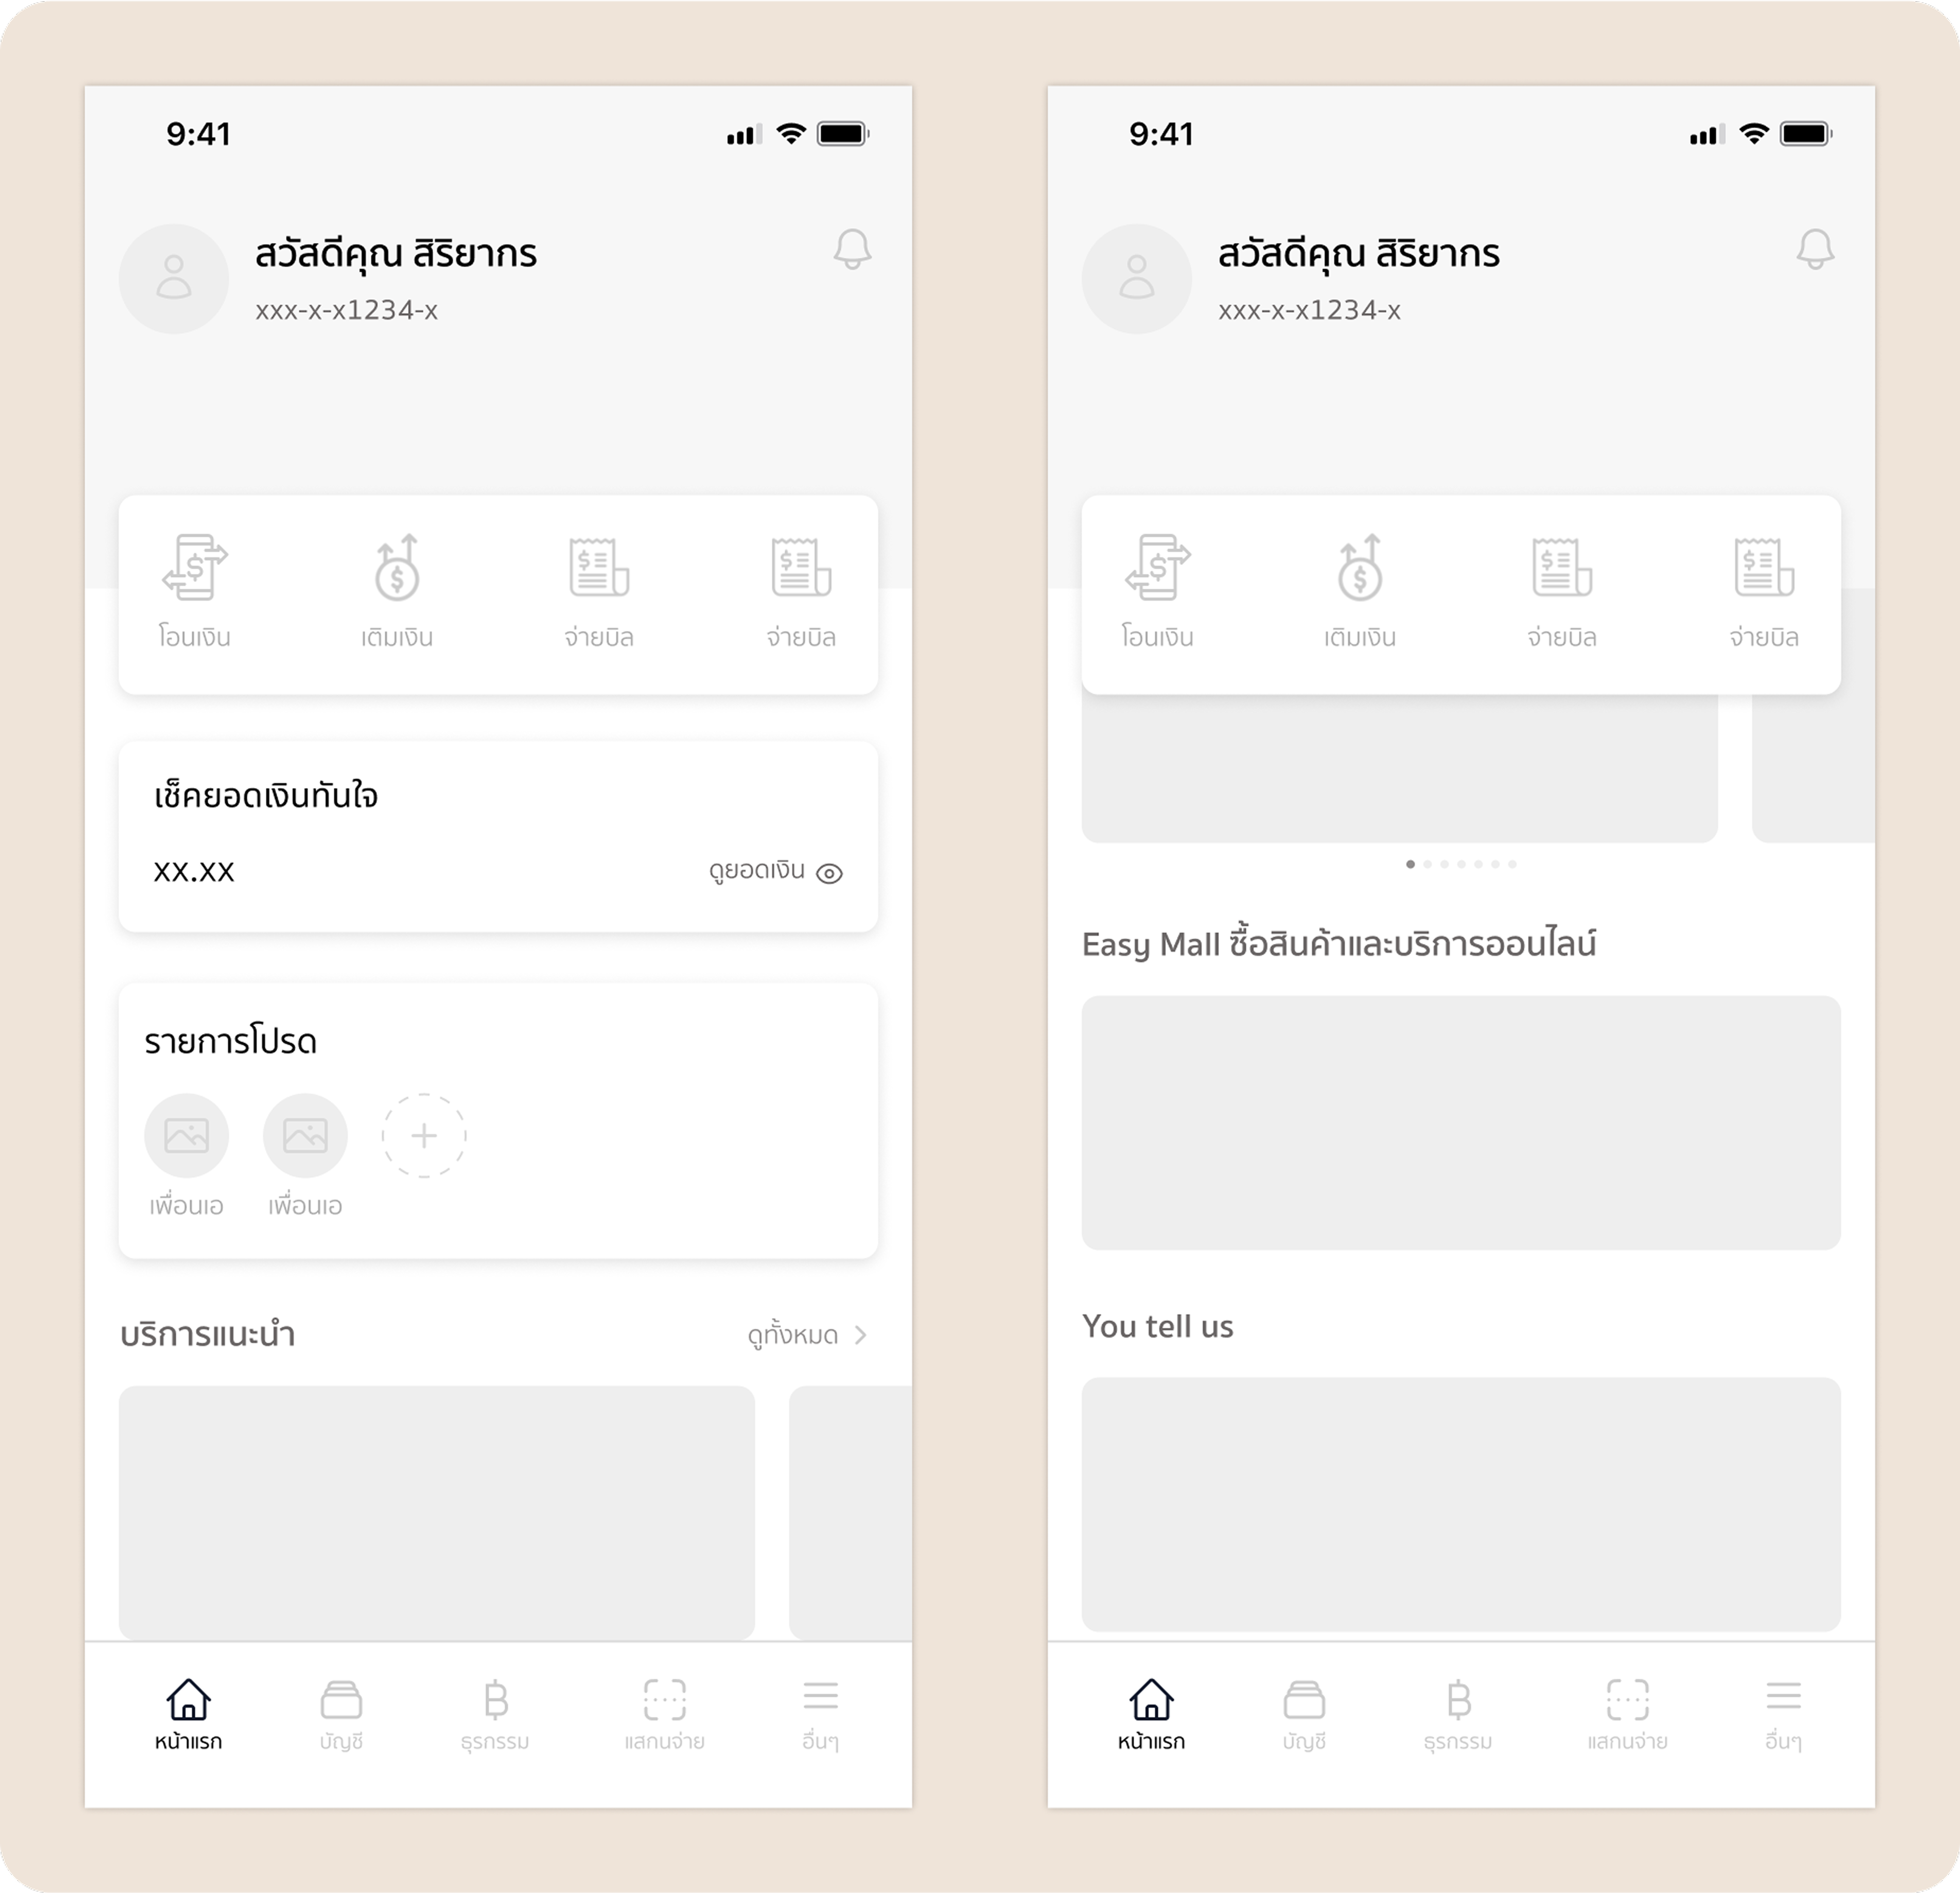 9:41
สวัสดีคุณ สิริยากร
xxx-x-x1234-x
โอนเงิน เติมเงิน จ่ายบิล จ่ายบิล
เช็คยอดเงินทันใจ
xx.xx ดูยอดเงิน
รายการโปรด
เพื่อนเอ เพื่อนเอ
บริการแนะนำ ดูทั้งหมด
หน้าแรก บัญชี ธุรกรรม แสกนจ่าย อื่นๆ
9:41
สวัสดีคุณ สิริยากร
xxx-x-x1234-x
โอนเงิน เติมเงิน จ่ายบิล จ่ายบิล
Easy Mall ซื้อสินค้าและบริการออนไลน์
You tell us
หน้าแรก บัญชี ธุรกรรม แสกนจ่าย อื่นๆ